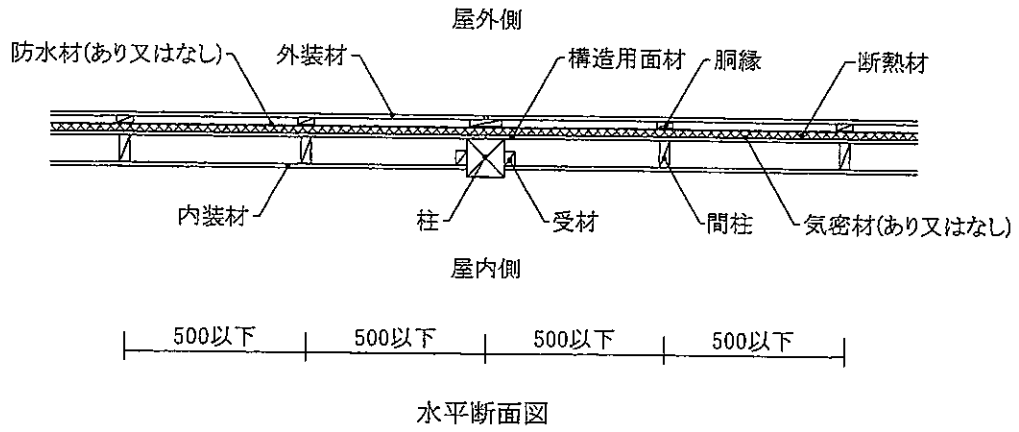 屋外側
防水材(あり又はなし)
外装材
構造用面材
胴縁
断熱材
内装材
柱
受材
間柱
気密材(あり又はなし)
屋内側
500以下
500以下
500以下
500以下
水平断面図